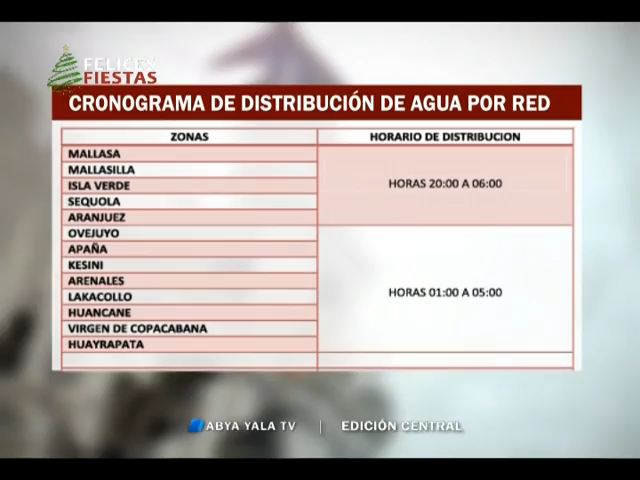 FELICES
FIESTAS
CRONOGRAMA DE DISTRIBUCIÓN DE AGUA POR RED
ZONAS HORARIO DE DISTRIBUCION
MALLASA
MALLASILLA
ISLA VERDE
SEQUOLA
ARANJUEZ
HORAS 20:00 A 06:00
OVEJUYO
APAÑA
KESINI
ARENALES
LAKACOLLO
HUANCANE
VIRGEN DE COPACABANA
HUAYRAPATA
HORAS 01:00 A 05:00
ABYA YALA TV | EDICIÓN CENTRAL